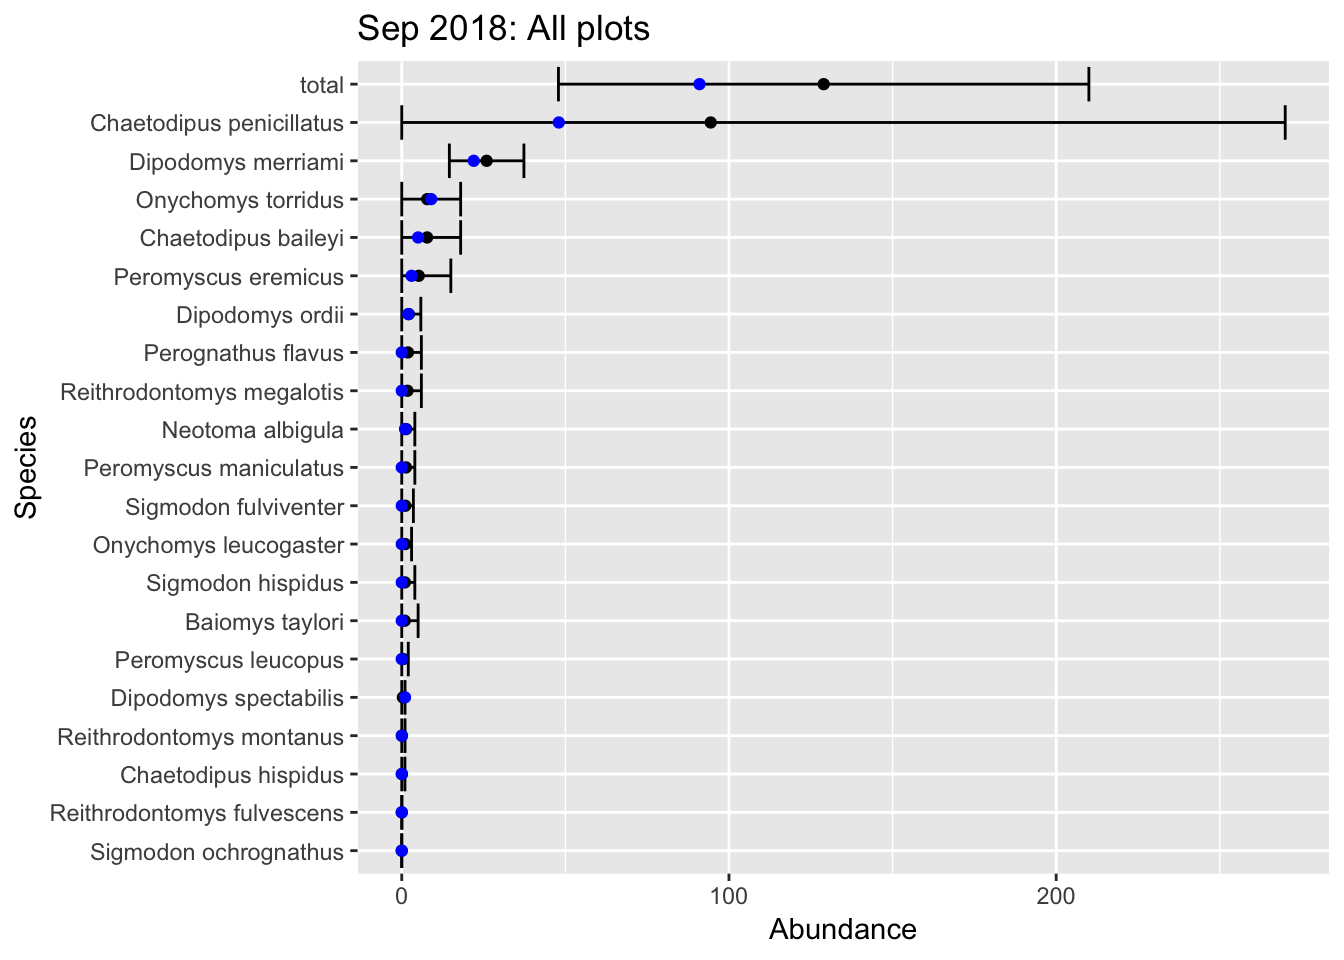 Sep 2018: All plots
total
Chaetodipus penicillatus
Dipodomys merriami
Onychomys torridus
Chaetodipus baileyi
Peromyscus eremicus
Dipodomys ordii
Perognathus flavus
Reithrodontomys megalotis
Neotoma albigula
Peromyscus maniculatus
Sigmodon fulviventer
Onychomys leucogaster
Sigmodon hispidus
Baiomys taylori
Peromyscus leucopus
Dipodomys spectabilis
Reithrodontomys montanus
Chaetodipus hispidus
Reithrodontomys fulvescens
Sigmodon ochrognathus
Species
0 100 200
Abundance